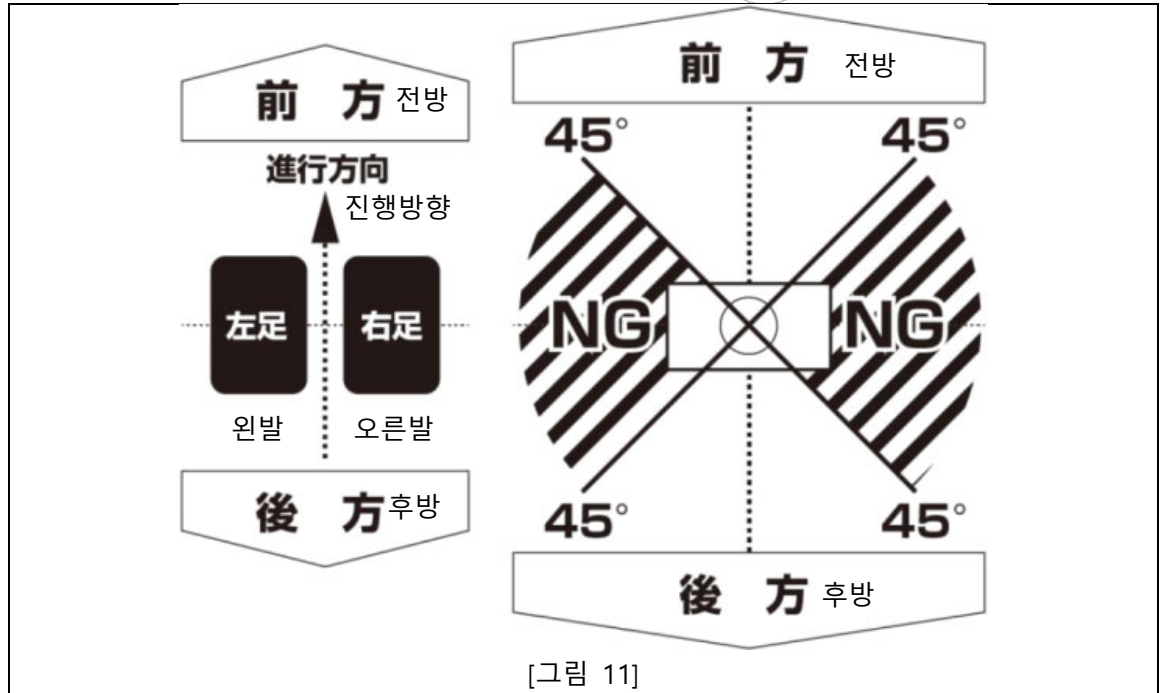 前 方 전방
進行方向
진행방향
左足 右足
왼발 오른발
後 方 후방
前 方 전방
45° 45°
NG NG
45° 45°
後 方 후방
[그림 11]